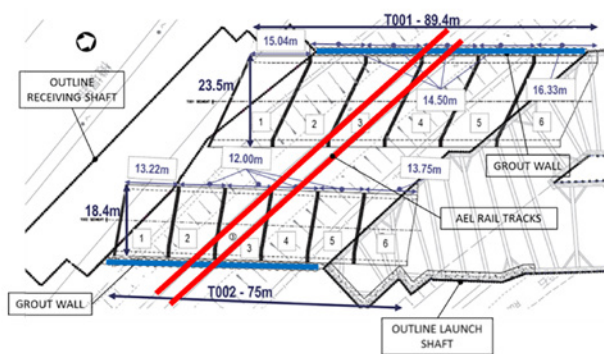 T001 - 89.4m
15.04m
OUTLINE
RECEIVING SHAFT
23.5m
14.50m
16.33m
1
2
3
4
5
6
GROUT WALL
13.22m
12.00m
13.75m
AEL RAIL TRACKS
18.4m
1
2
3
4
5
6
GROUT WALL
T002 - 75m
OUTLINE LAUNCH
SHAFT